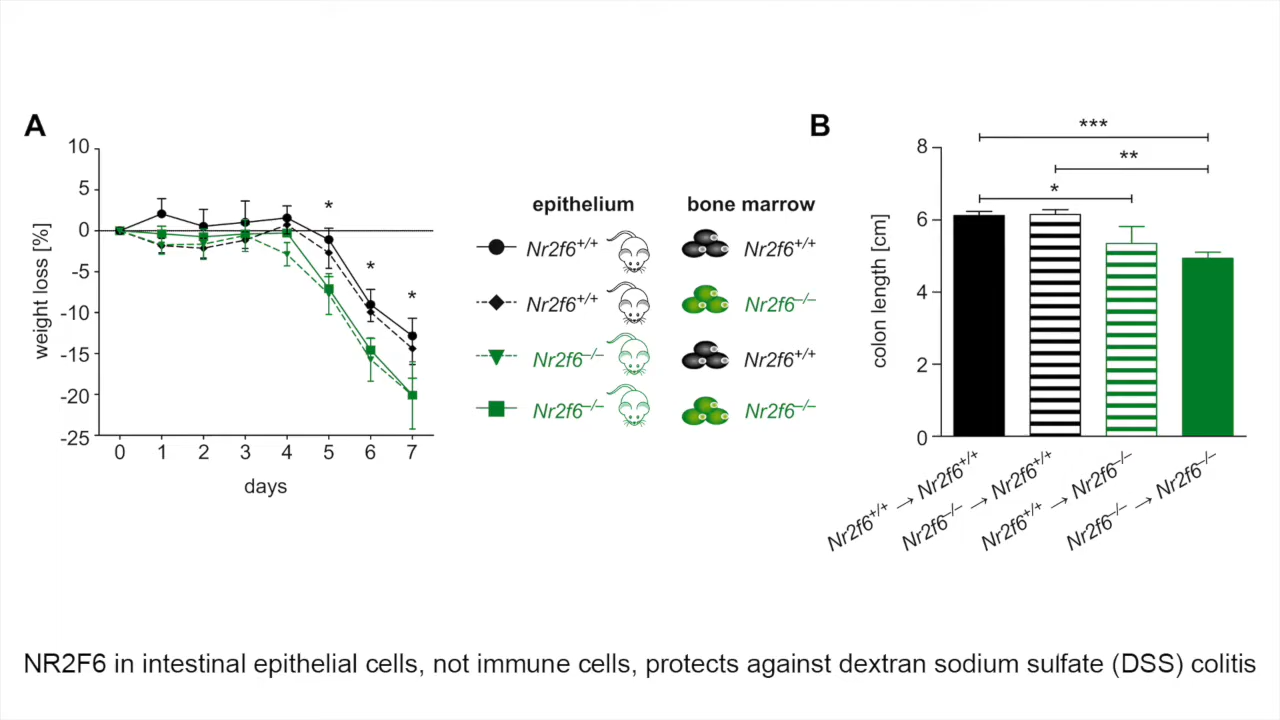 A
10
5
0
-5
-10
-15
-20
-25
weight loss [%]
0 1 2 3 4 5 6 7
days
*
*
*
epithelium bone marrow
Nr2f6+/+ Nr2f6+/+
Nr2f6+/+ Nr2f6–/–
Nr2f6–/– Nr2f6+/+
Nr2f6–/– Nr2f6–/–
B
***
**
*
8
6
4
2
0
colon length [cm]
Nr2f6+/+ → Nr2f6+/+
Nr2f6–/– → Nr2f6+/+
Nr2f6+/+ → Nr2f6–/–
Nr2f6–/– → Nr2f6–/–
NR2F6 in intestinal epithelial cells, not immune cells, protects against dextran sodium sulfate (DSS) colitis